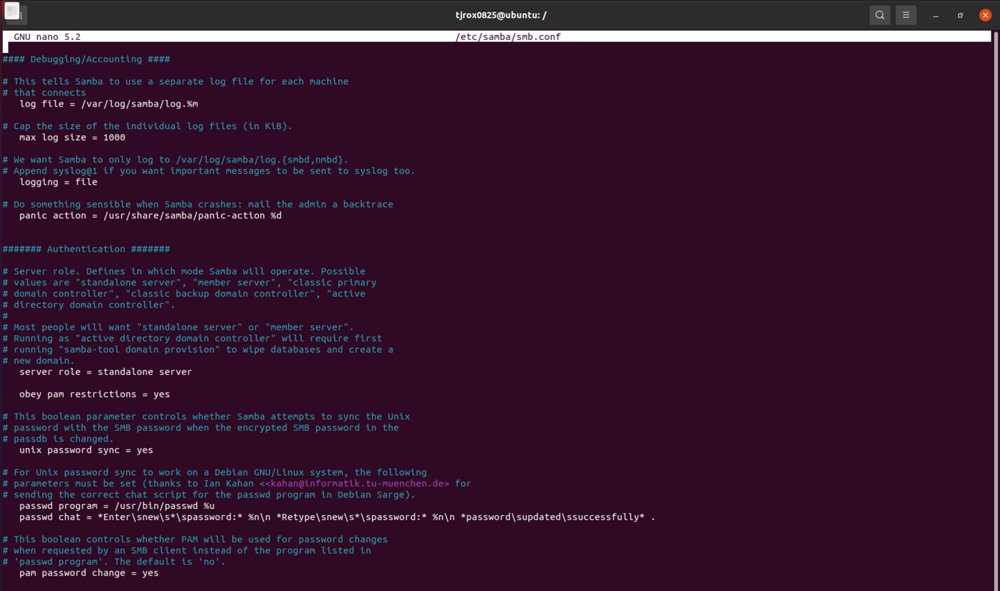 tjrox0825@ubuntu: /
GNU nano 5.2 /etc/samba/smb.conf
#### Debugging/Accounting ####
# This tells Samba to use a separate log file for each machine
# that connects
log file = /var/log/samba/log.%m
# Cap the size of the individual log files (in KiB).
max log size = 1000
# We want Samba to only log to /var/log/samba/log.{smbd,nmbd}.
# Append syslog@1 if you want important messages to be sent to syslog too.
logging = file
# Do something sensible when Samba crashes: mail the admin a backtrace
panic action = /usr/share/samba/panic-action %d
####### Authentication #######
# Server role. Defines in which mode Samba will operate. Possible
# values are "standalone server", "member server", "classic primary
# domain controller", "classic backup domain controller", "active
# directory domain controller".
#
# Most people will want "standalone server" or "member server".
# Running as "active directory domain controller" will require first
# running "samba-tool domain provision" to wipe databases and create a
# new domain.
server role = standalone server
obey pam restrictions = yes
# This boolean parameter controls whether Samba attempts to sync the Unix
# password with the SMB password when the encrypted SMB password in the
# passdb is changed.
unix password sync = yes
# For Unix password sync to work on a Debian GNU/Linux system, the following
# parameters must be set (thanks to Ian Kahan <<kahan@informatik.tu-muenchen.de> for
# sending the correct chat script for the passwd program in Debian Sarge).
passwd program = /usr/bin/passwd %u
passwd chat = *Enter\snew\s*\spassword:* %n\n *Retype\snew\s*\spassword:* %n\n *password\supdated\ssuccessfully* .
# This boolean controls whether PAM will be used for password changes
# when requested by an SMB client instead of the program listed in
# 'passwd program'. The default is 'no'.
pam password change = yes